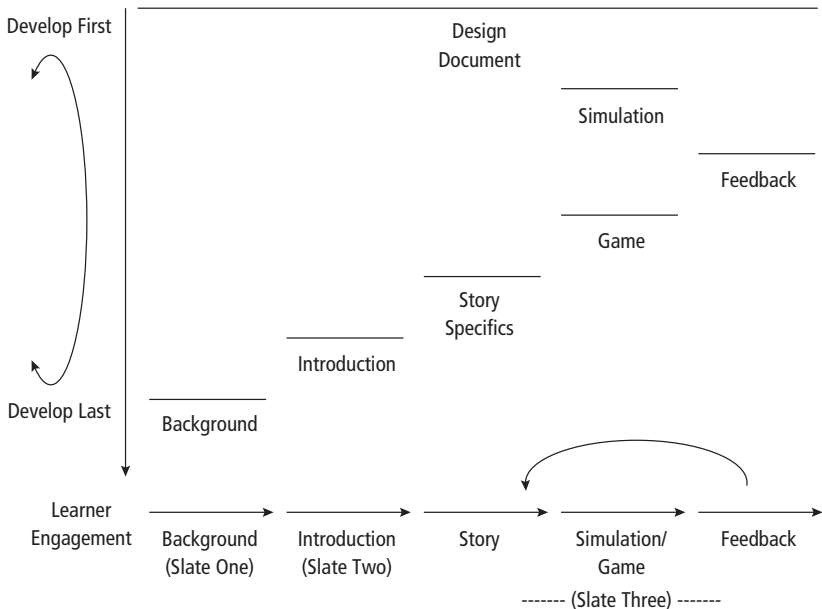 Develop First
Design
Document
Simulation
Feedback
Game
Story
Specifics
Introduction
Develop Last
Background
Learner
Engagement
Background
(Slate One)
Introduction
(Slate Two)
Story
Simulation/
Game
Feedback
------- (Slate Three) -------